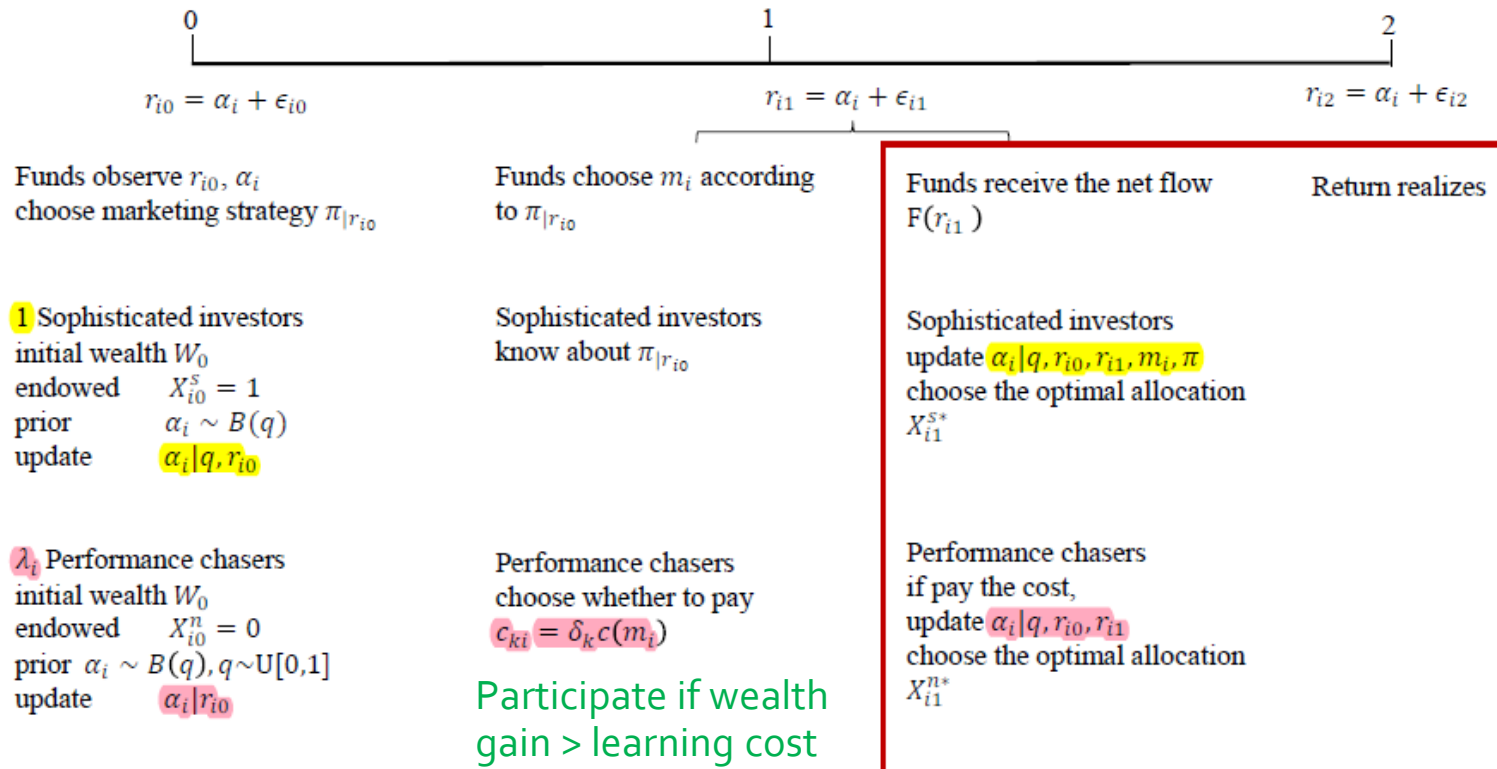 0
1
2
r_{i0} = α_i + ϵ_{i0}
r_{i1} = α_i + ϵ_{i1}
r_{i2} = α_i + ϵ_{i2}
Funds observe r_{i0}, α_i
choose marketing strategy π_{|r_{i0}}
Funds choose m_i according
to π_{|r_{i0}}
Funds receive the net flow
F(r_{i1} )
Return realizes
1 Sophisticated investors
initial wealth W_0
endowed X_{i0}^s = 1
prior α_i ~ B(q)
update α_i|q, r_{i0}
Sophisticated investors
know about π_{|r_{i0}}
Sophisticated investors
update α_i|q, r_{i0}, r_{i1}, m_i, π
choose the optimal allocation
X_{i1}^{s*}
λ_i Performance chasers
initial wealth W_0
endowed X_{i0}^n = 0
prior α_i ~ B(q), q~U[0,1]
update α_i|r_{i0}
Performance chasers
choose whether to pay
c_{ki} = δ_k c(m_i)
Participate if wealth
gain > learning cost
Performance chasers
if pay the cost,
update α_i|q, r_{i0}, r_{i1}
choose the optimal allocation
X_{i1}^{n*}